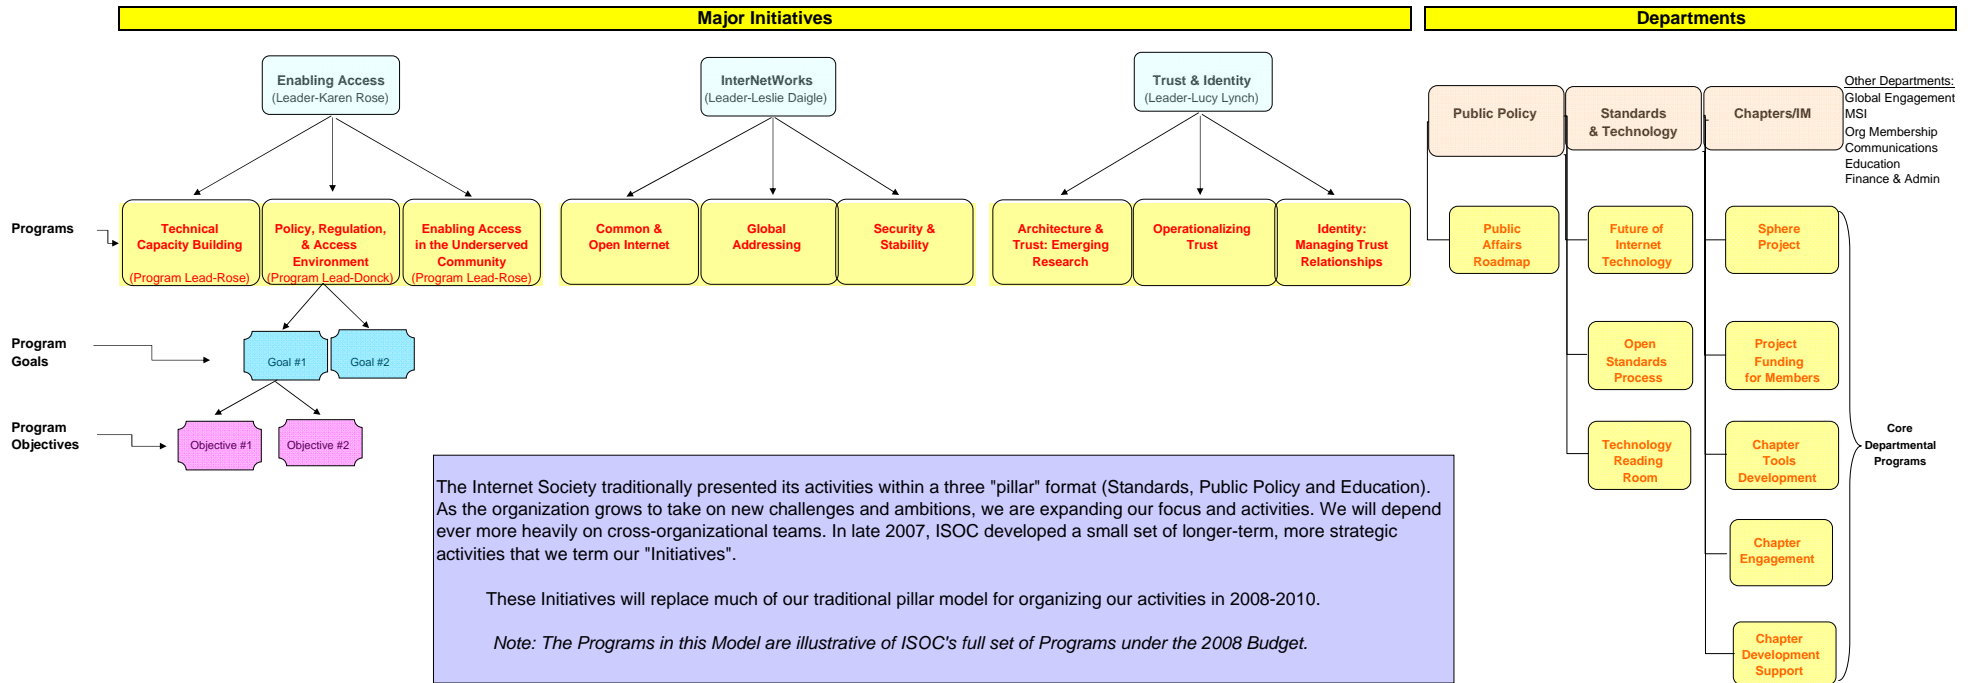 Major Initiatives
Departments
Enabling Access
(Leader-Karen Rose)
InterNetWorks
(Leader-Leslie Daigle)
Trust & Identity
(Leader-Lucy Lynch)
Public Policy
Standards
& Technology
Chapters/IM
Other Departments:
Global Engagement
MSI
Org Membership
Communications
Education
Finance & Admin
Programs
Technical
Capacity Building
(Program Lead-Rose)
Policy, Regulation,
& Access
Environment
(Program Lead-Donck)
Enabling Access
in the Underserved
Community
(Program Lead-Rose)
Common &
Open Internet
Global
Addressing
Security &
Stability
Architecture &
Trust: Emerging
Research
Operationalizing
Trust
Identity:
Managing Trust
Relationships
Public
Affairs
Roadmap
Future of
Internet
Technology
Sphere
Project
Program
Goals
Goal #1
Goal #2
Open
Standards
Process
Project
Funding
for Members
Program
Objectives
Objective #1
Objective #2
Technology
Reading
Room
Chapter
Tools
Development
Core
Departmental
Programs
The Internet Society traditionally presented its activities within a three "pillar" format (Standards, Public Policy and Education).
As the organization grows to take on new challenges and ambitions, we are expanding our focus and activities. We will depend
ever more heavily on cross-organizational teams. In late 2007, ISOC developed a small set of longer-term, more strategic
activities that we term our "Initiatives".
These Initiatives will replace much of our traditional pillar model for organizing our activities in 2008-2010.
Note: The Programs in this Model are illustrative of ISOC's full set of Programs under the 2008 Budget.
Chapter
Engagement
Chapter
Development
Support